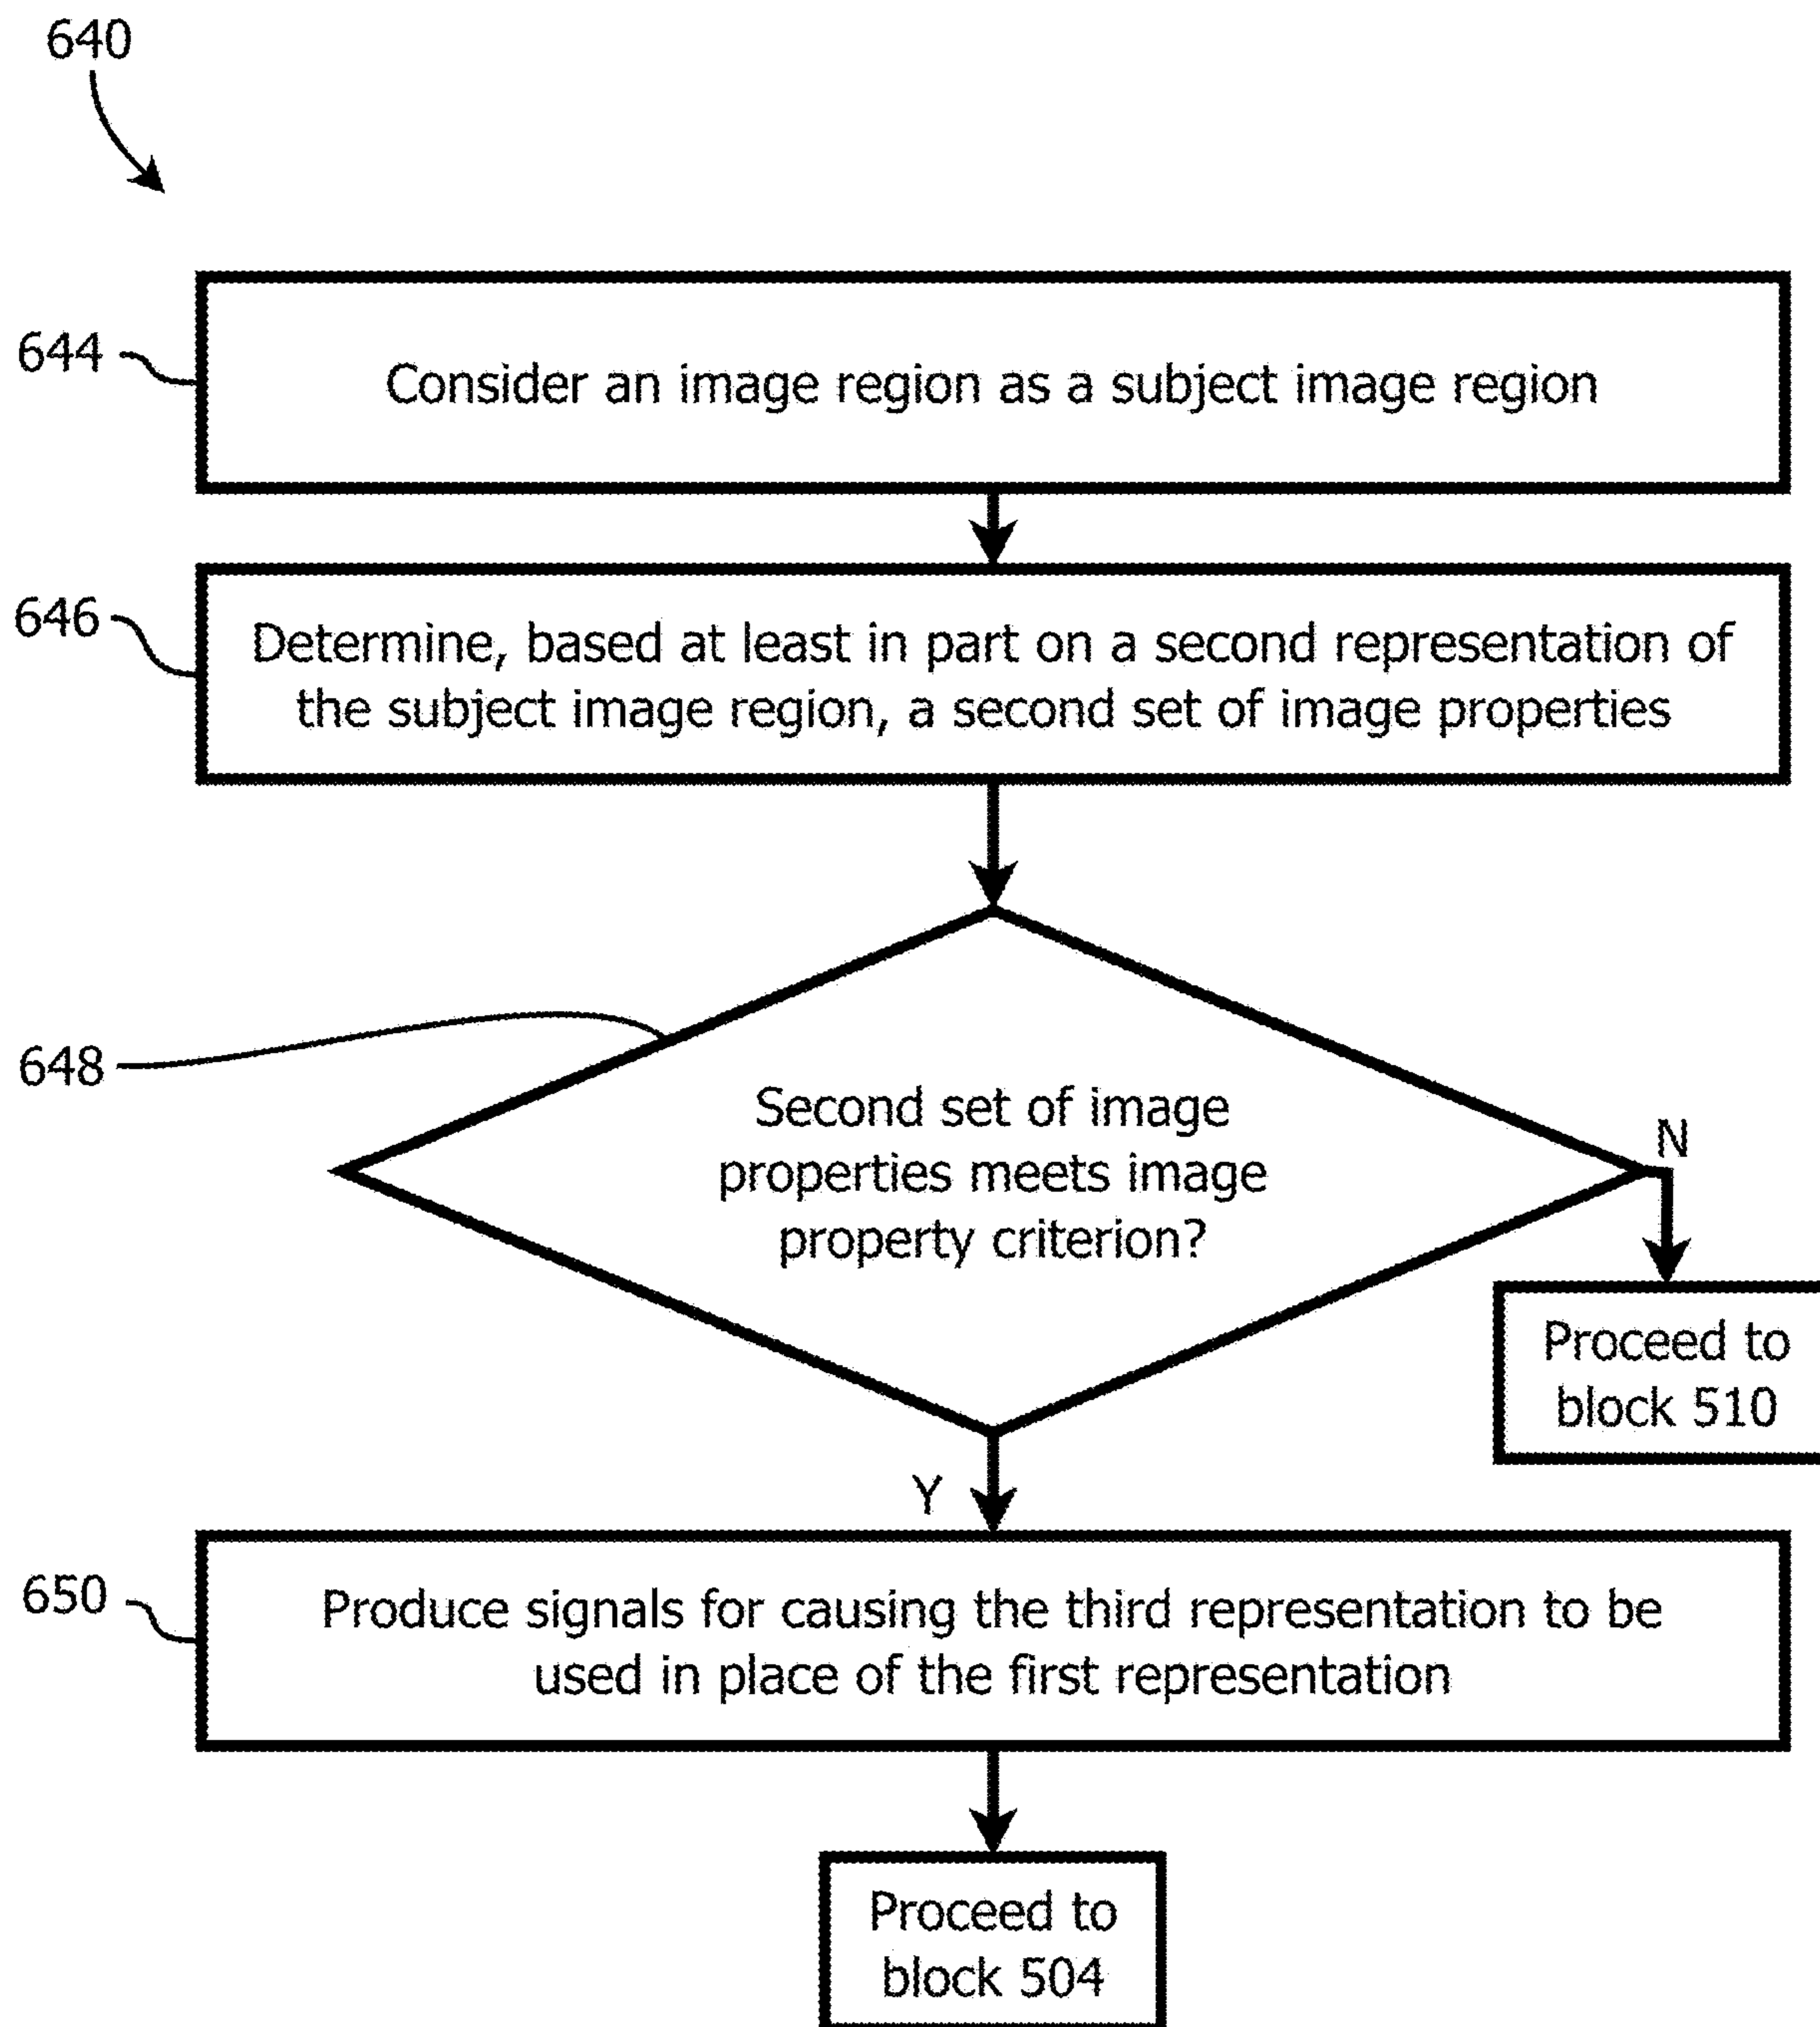 640
644
Consider an image region as a subject image region
646
Determine, based at least in part on a second representation of
the subject image region, a second set of image properties
648
Second set of image
properties meets image
property criterion?
N
Proceed to
block 510
Y
650
Produce signals for causing the third representation to be
used in place of the first representation
Proceed to
block 504